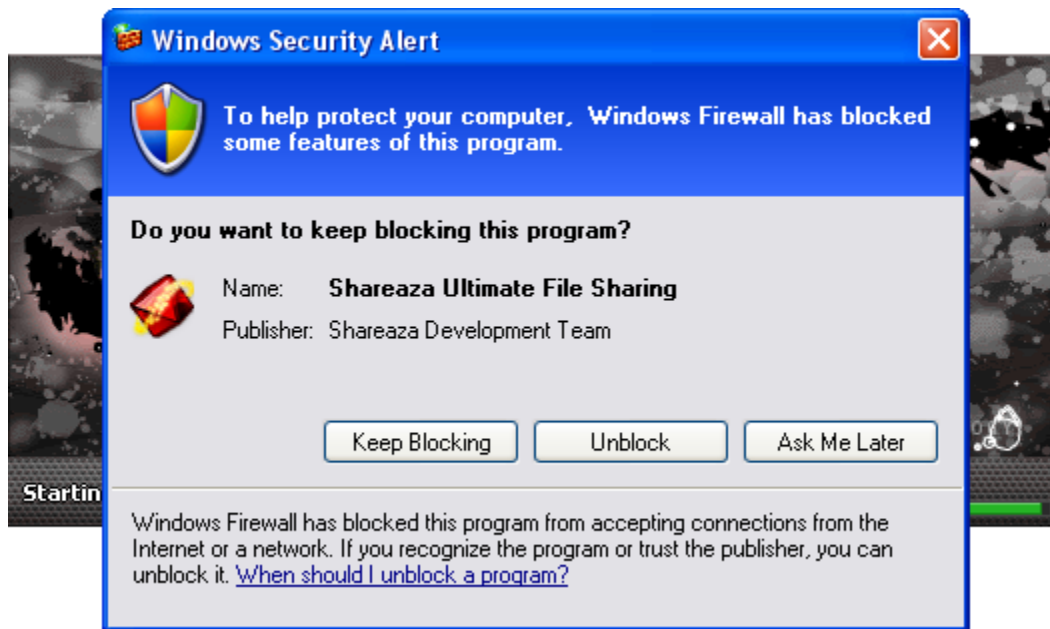 Windows Security Alert
To help protect your computer, Windows Firewall has blocked
some features of this program.
Do you want to keep blocking this program?
Name: Shareaza Ultimate File Sharing
Publisher: Shareaza Development Team
Keep Blocking Unblock Ask Me Later
Startin
Windows Firewall has blocked this program from accepting connections from the
Internet or a network. If you recognize the program or trust the publisher, you can
unblock it. When should I unblock a program?